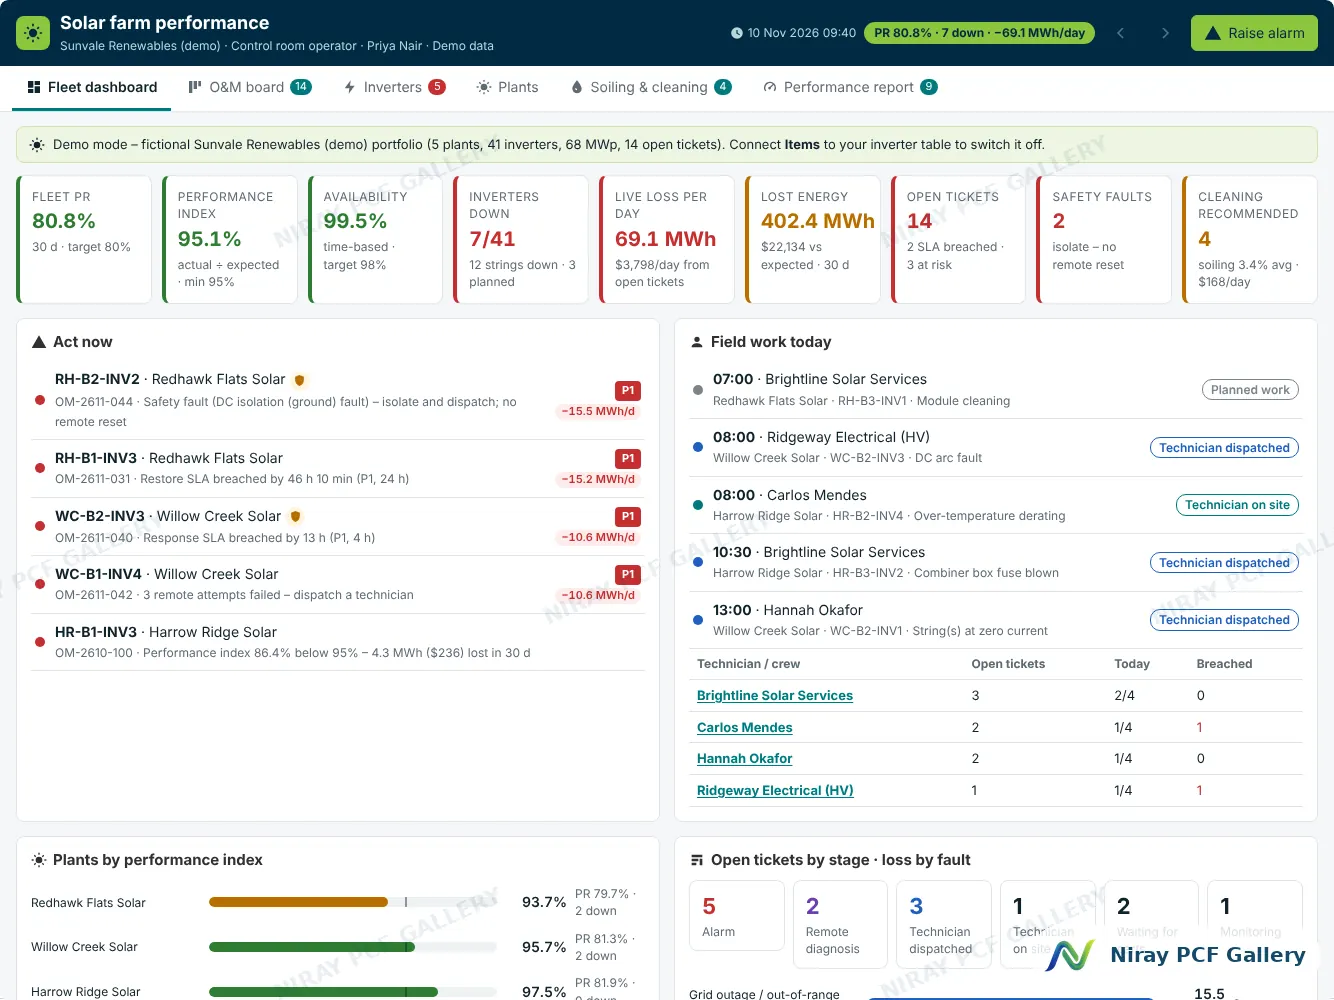 Solar farm performance
Sunvale Renewables (demo) · Control room operator · Priya Nair · Demo data
10 Nov 2026 09:40
PR 80.8% · 7 down · −69.1 MWh/day
Raise alarm
Fleet dashboard
O&M board 14
Inverters 5
Plants
Soiling & cleaning 4
Performance report 9
Demo mode – fictional Sunvale Renewables (demo) portfolio (5 plants, 41 inverters, 68 MWp, 14 open tickets). Connect Items to your inverter table to switch it off.
FLEET PR
80.8%
30 d · target 80%
PERFORMANCE
INDEX
95.1%
actual ÷ expected
· min 95%
AVAILABILITY
99.5%
time-based ·
target 98%
INVERTERS
DOWN
7/41
12 strings down · 3
planned
LIVE LOSS PER
DAY
69.1 MWh
$3,798/day from
open tickets
LOST ENERGY
402.4 MWh
$22,134 vs
expected · 30 d
OPEN TICKETS
14
2 SLA breached ·
3 at risk
SAFETY FAULTS
2
isolate – no
remote reset
CLEANING
RECOMMENDED
4
soiling 3.4% avg ·
$168/day
Act now
RH-B2-INV2 · Redhawk Flats Solar
OM-2611-044 · Safety fault (DC isolation (ground) fault) – isolate and dispatch; no
remote reset
P1
−15.5 MWh/d
RH-B1-INV3 · Redhawk Flats Solar
OM-2611-031 · Restore SLA breached by 46 h 10 min (P1, 24 h)
P1
−15.2 MWh/d
WC-B2-INV3 · Willow Creek Solar
OM-2611-040 · Response SLA breached by 13 h (P1, 4 h)
P1
−10.6 MWh/d
WC-B1-INV4 · Willow Creek Solar
OM-2611-042 · 3 remote attempts failed – dispatch a technician
P1
−10.6 MWh/d
HR-B1-INV3 · Harrow Ridge Solar
OM-2610-100 · Performance index 86.4% below 95% – 4.3 MWh ($236) lost in 30 d
Field work today
07:00 · Brightline Solar Services
Redhawk Flats Solar · RH-B3-INV1 · Module cleaning
Planned work
08:00 · Ridgeway Electrical (HV)
Willow Creek Solar · WC-B2-INV3 · DC arc fault
Technician dispatched
08:00 · Carlos Mendes
Harrow Ridge Solar · HR-B2-INV4 · Over-temperature derating
Technician on site
10:30 · Brightline Solar Services
Harrow Ridge Solar · HR-B3-INV2 · Combiner box fuse blown
Technician dispatched
13:00 · Hannah Okafor
Willow Creek Solar · WC-B2-INV1 · String(s) at zero current
Technician dispatched
Technician / crew Open tickets Today Breached
Brightline Solar Services 3 2/4 0
Carlos Mendes 2 1/4 1
Hannah Okafor 2 1/4 0
Ridgeway Electrical (HV) 1 1/4 1
Plants by performance index
Redhawk Flats Solar 93.7% PR 79.7% ·
2 down
Willow Creek Solar 95.7% PR 81.3% ·
2 down
Harrow Ridge Solar 97.5% PR 81.9% ·
Open tickets by stage · loss by fault
5
Alarm
2
Remote
diagnosis
3
Technician
dispatched
1
Technician
on site
2
Waiting for
1
Monitoring
Grid outage / out-of-range
15.5
Niray PCF Gallery
NIRAY PCF GALLERY